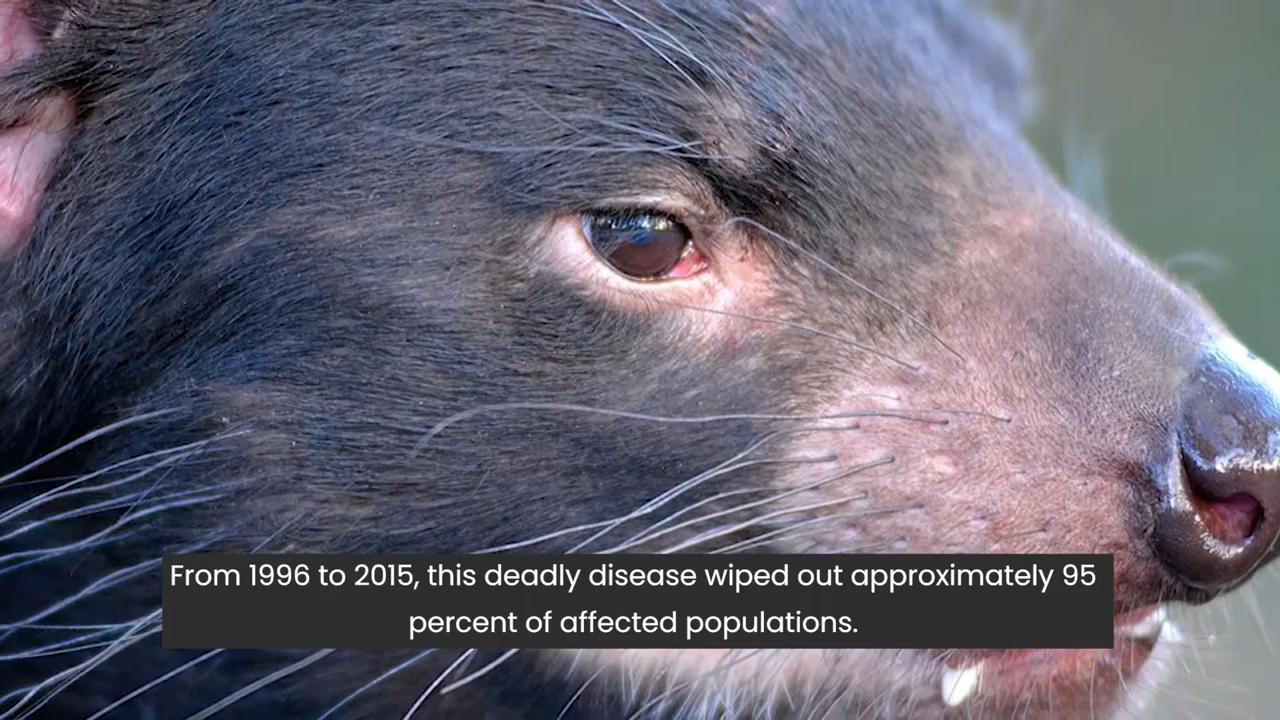 From 1996 to 2015, this deadly disease wiped out approximately 95
percent of affected populations.